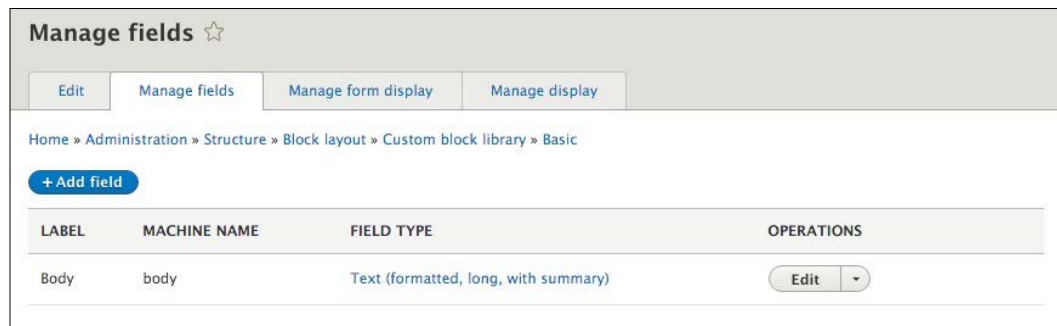 Manage fields
Edit Manage fields Manage form display Manage display
Home » Administration » Structure » Block layout » Custom block library » Basic
+ Add field
LABEL MACHINE NAME FIELD TYPE OPERATIONS
Body body Text (formatted, long, with summary) Edit